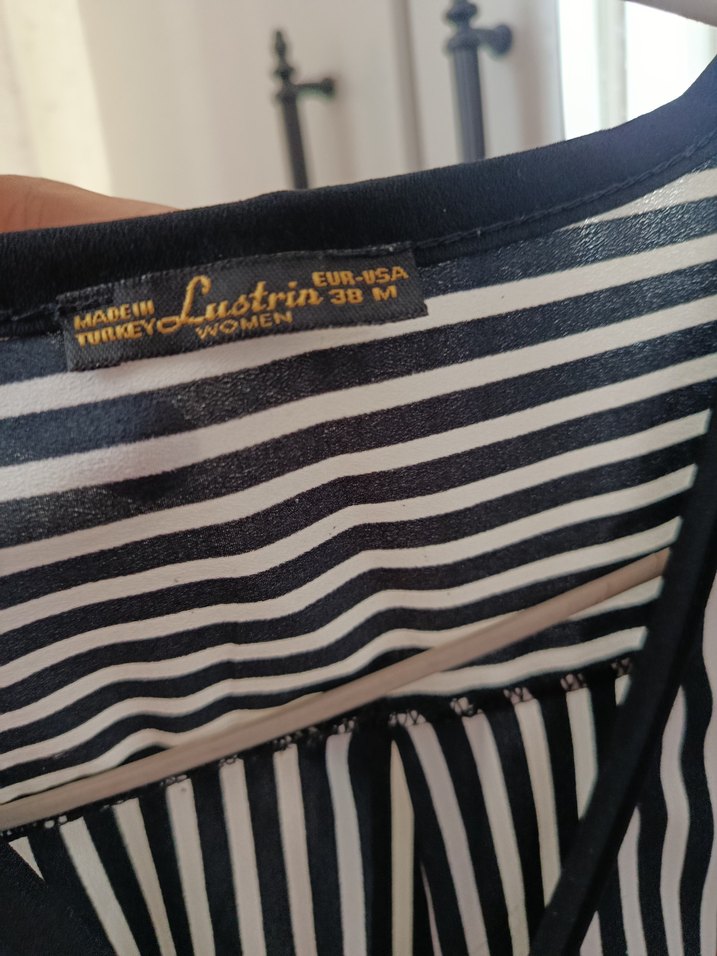 MADE IN
TURKEY
Lustrin
WOMEN
EUR-USA
38 M